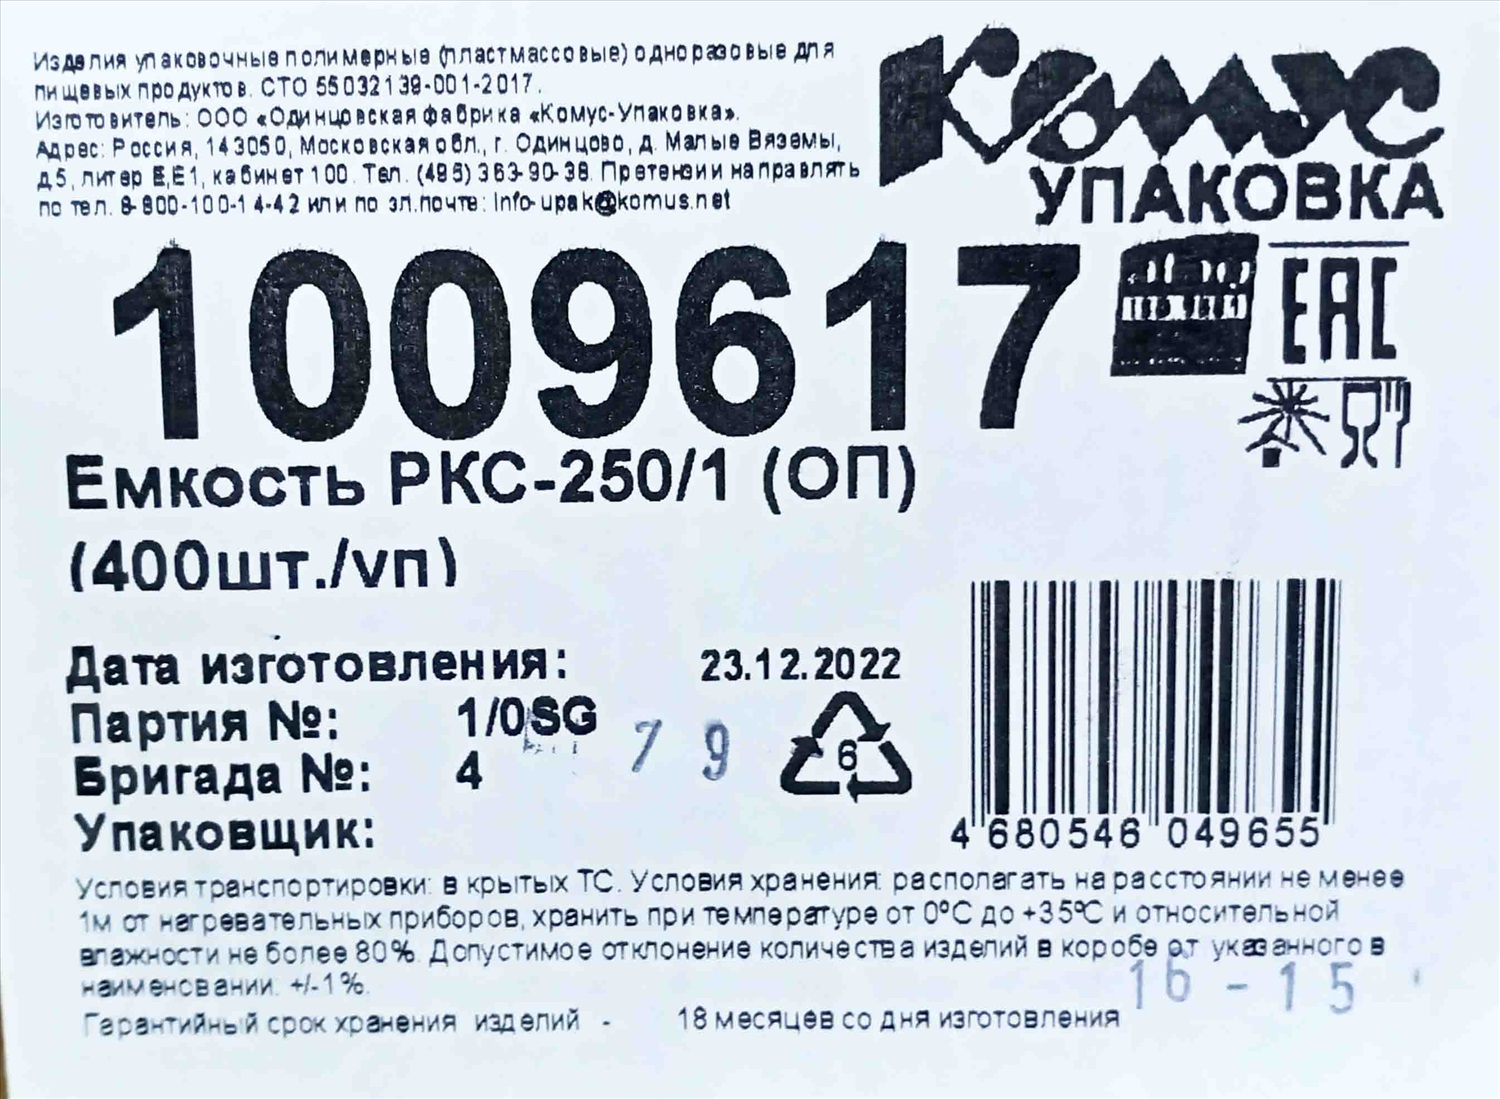 Изделия упаковочные полимерные (пластмассовые) одноразовые для
пищевых продуктов. СТО 55032139-001-2017.
Изготовитель: ООО «Одинцовская фабрика «Комус-Упаковка».
Адрес: Россия, 143050, Московская обл., г. Одинцово, д. Малые Вяземы,
д5, литер Е,Е1, кабинет 100. Тел. (495) 363-90-38. Претензии направлять
по тел. 8-800-100-14-42 или по эл.почте: Info-upak@komus.net
Комус
УПАКОВКА
1009617
EAC
Емкость РКС-250/1 (ОП)
(400шт./уп)
Дата изготовления: 23.12.2022
Партия №: 1/0SG 79
Бригада №: 4
6
Упаковщик:
4 680546 049655
Условия транспортировки: в крытых ТС. Условия хранения: располагать на расстоянии не менее
1м от нагревательных приборов, хранить при температуре от 0°С до +35°С и относительной
влажности не более 80%. Допустимое отклонение количества изделий в коробе от указанного в
наименовании +/-1%.
16-15
Гарантийный срок хранения изделий - 18 месяцев со дня изготовления